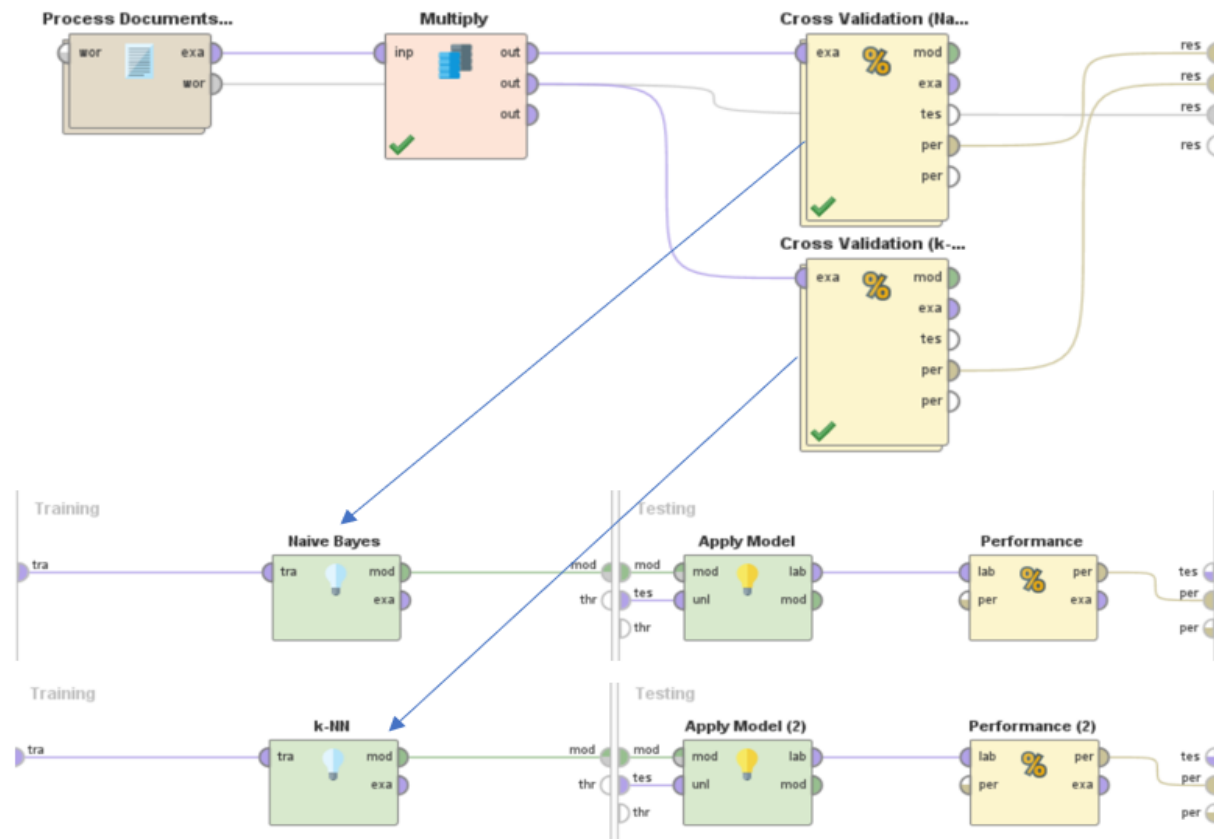 Process Documents... Multiply Cross Validation (Na...
wor exa inp out exa mod res
wor out exa res
out tes res
per res
per
Cross Validation (k-...
exa mod
exa
tes
per
per
Training Testing
Naive Bayes Apply Model Performance
tra tra mod mod mod mod lab lab per tes
exa thr tes unl mod per exa per
thr per
Training Testing
k-NN Apply Model (2) Performance (2)
tra tra mod mod mod mod lab lab per tes
exa thr tes unl mod per exa per
thr per